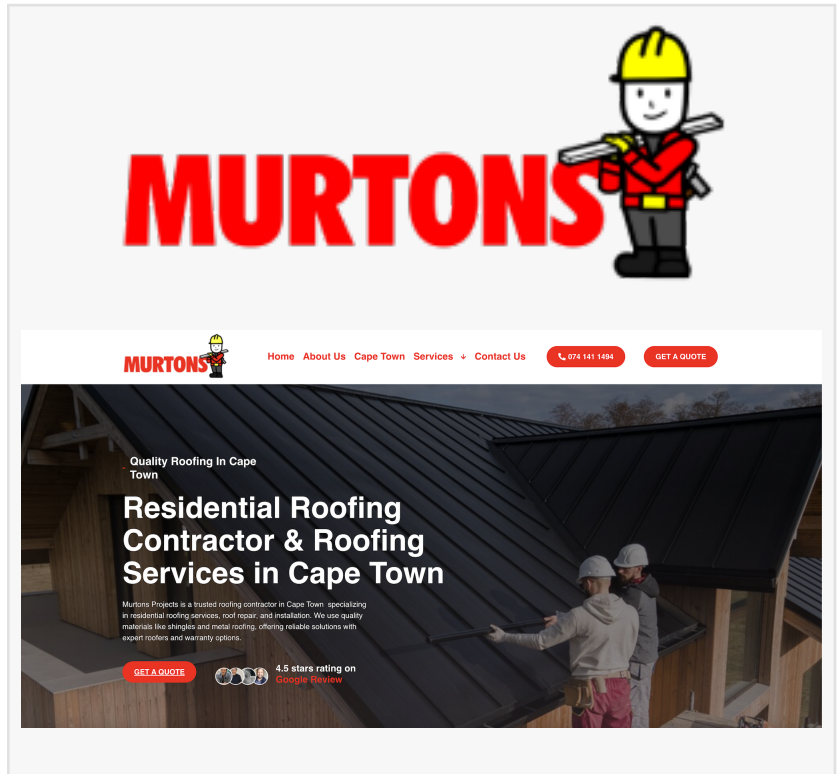 MURTONS
MURTONS
Home About Us Cape Town Services ↓ Contact Us 074 141 1494 GET A QUOTE
Quality Roofing In Cape
Town
Residential Roofing
Contractor & Roofing
Services in Cape Town
Murtons Projects is a trusted roofing contractor in Cape Town specializing
in residential roofing services, roof repair, and installation. We use quality
materials like shingles and metal roofing, offering reliable solutions with
expert roofers and warranty options.
GET A QUOTE
4.5 stars rating on
Google Review